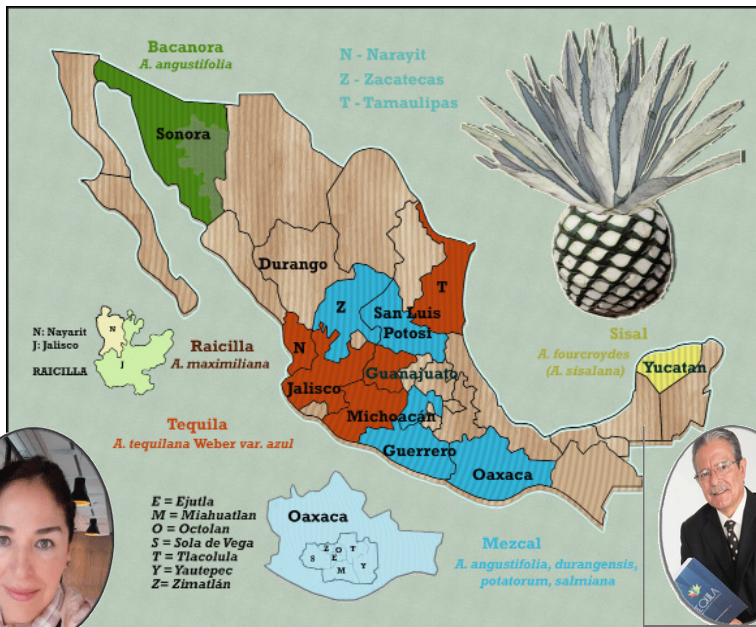 Bacanora
A. angustifolia
N - Narayit
Z - Zacatecas
T - Tamaulipas
Sonora
Durango
T
Z
San Luis
Potosí
N: Nayarit
J: Jalisco
RAICILLA
N
J
Raicilla
A. maximiliana
N
Jalisco
Guanajuato
Michoacán
Sisal
A. fourcroydes
(A. sisalana)
Yucatan
Tequila
A. tequilana Weber var. azul
Guerrero
Oaxaca
E = Ejutla
M = Miahuatlan
O = Octolan
S = Sola de Vega
T = Tlacolula
Y = Yautepec
Z= Zimatlán
Oaxaca
Z O T
S E
M Y
Mezcal
A. angustifolia, durangensis,
potatorum, salmiana
TEQUILA